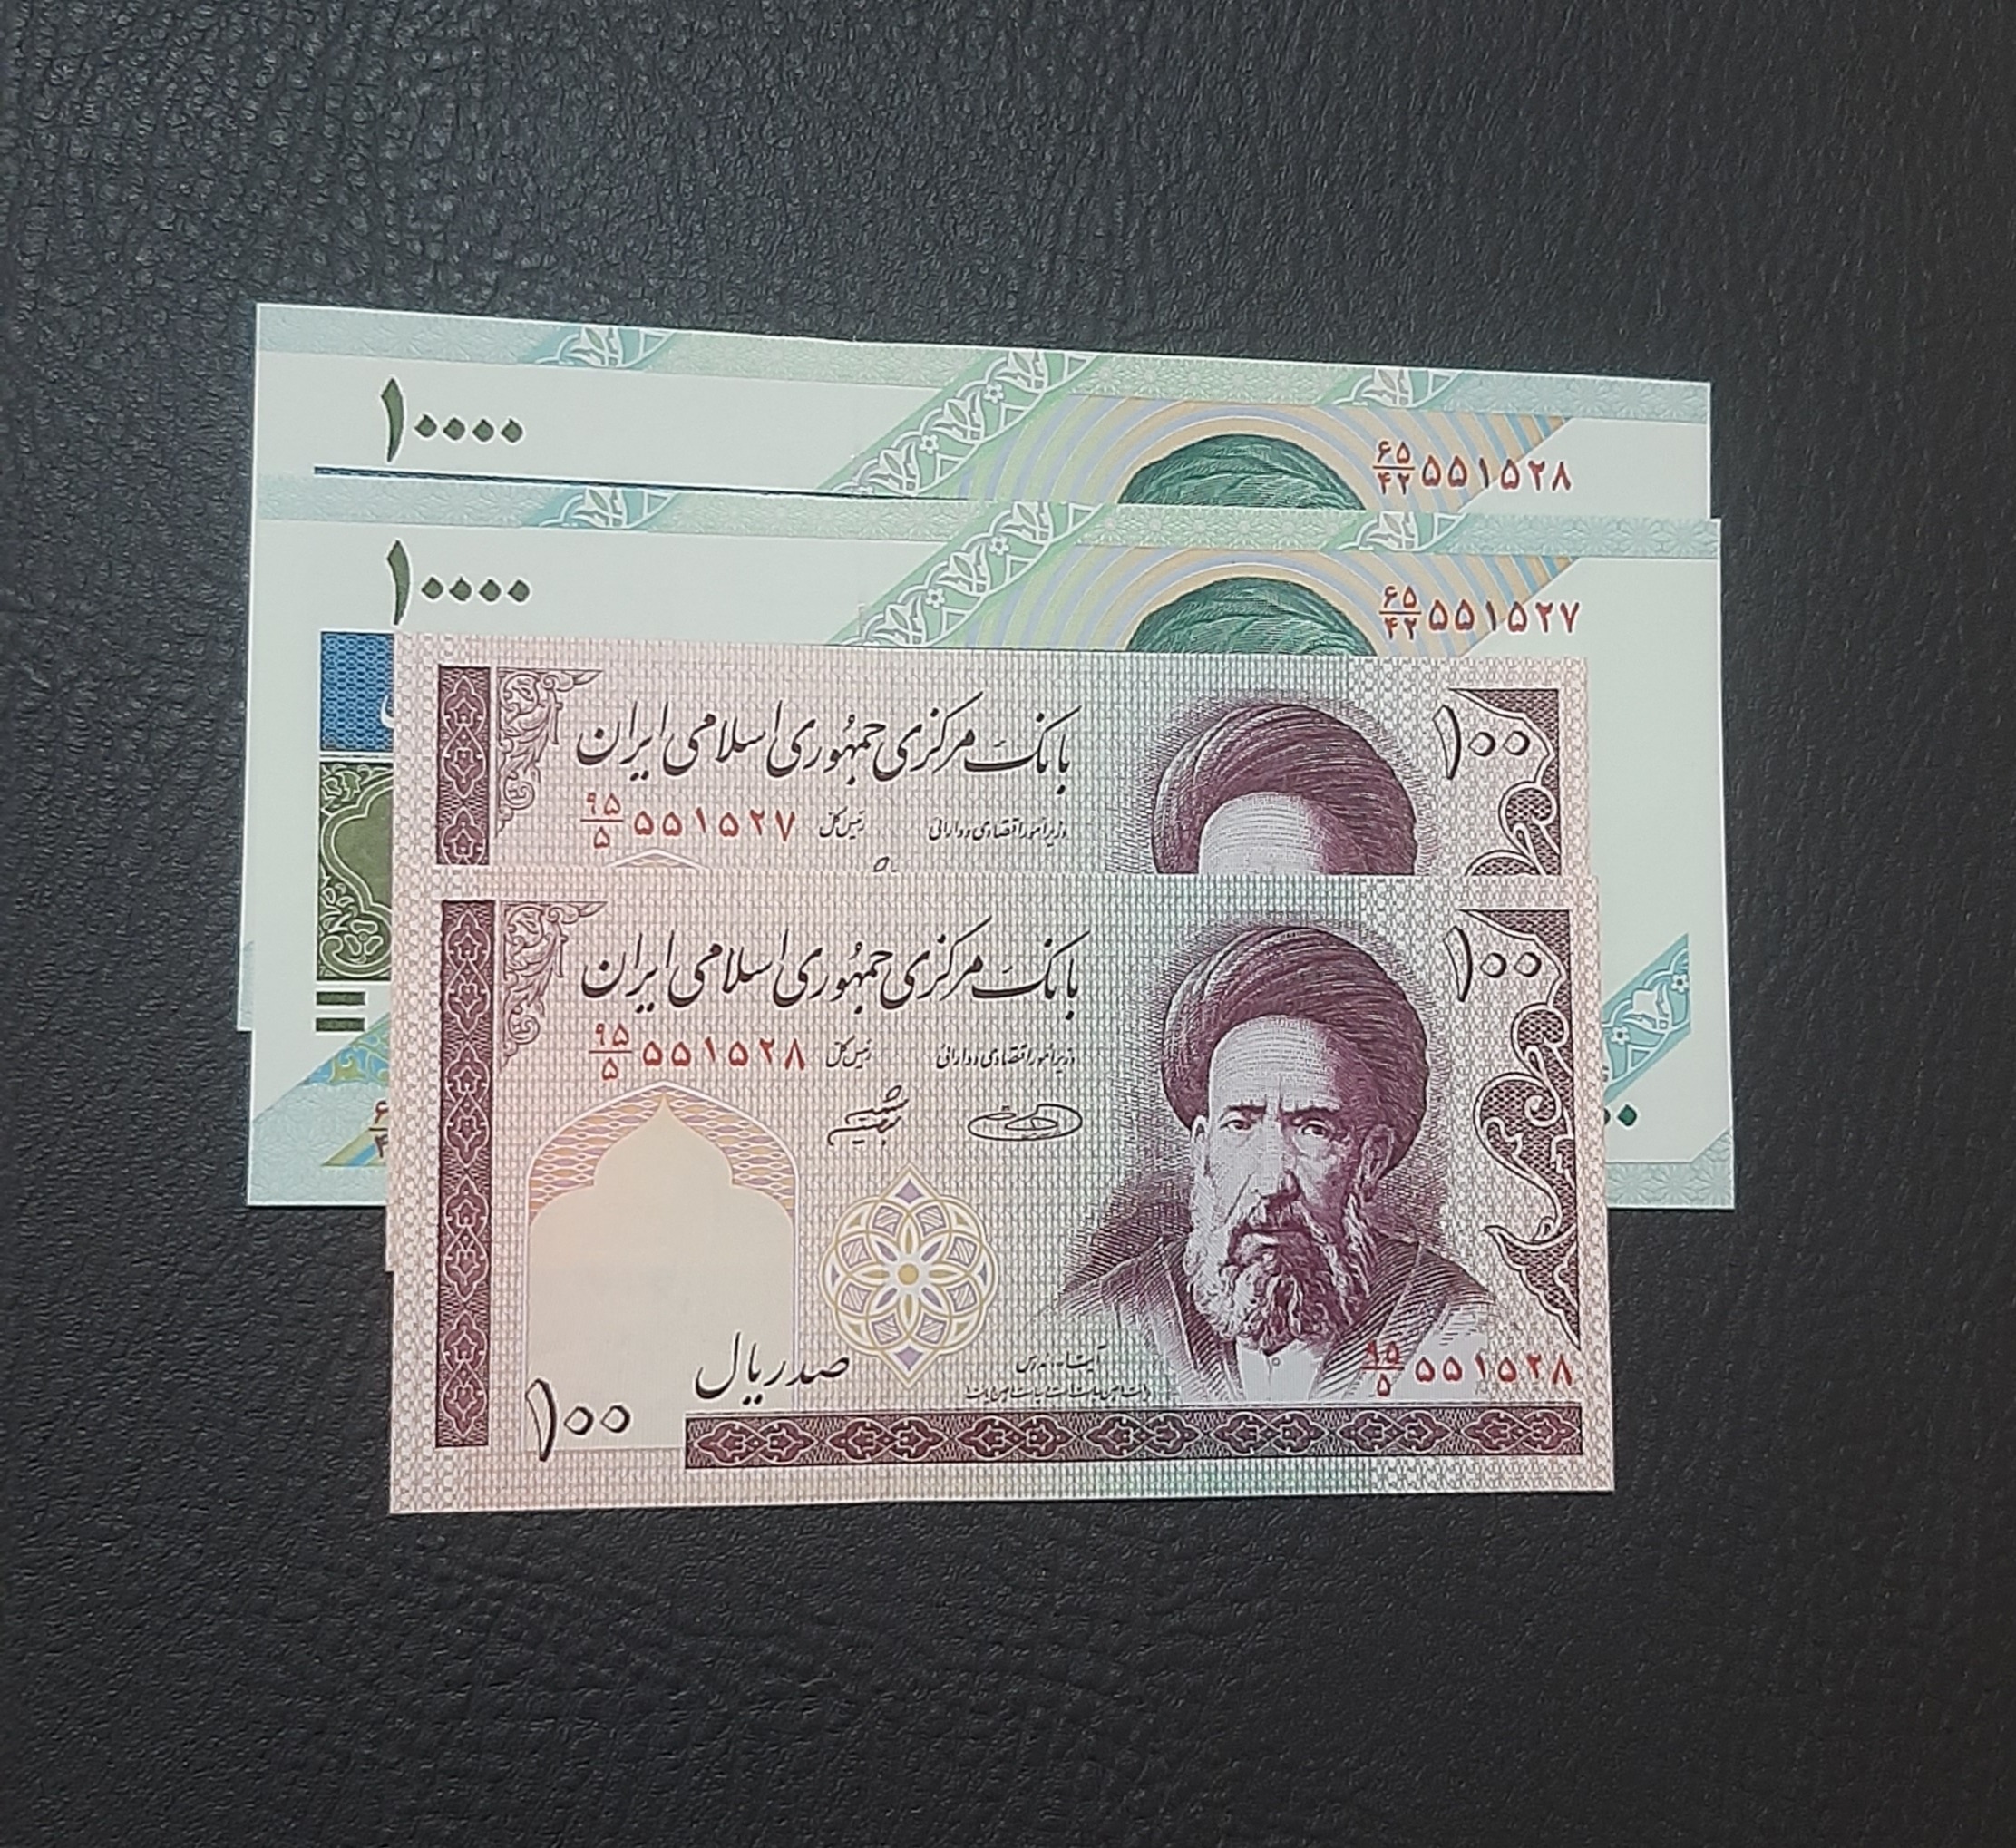 ۱۰۰۰۰
۶۵/۴۲ ۵۵۱۵۲۸
۱۰۰۰۰
۶۵/۴۲ ۵۵۱۵۲۷
بانک مرکزی جمهوری اسلامی ایران
۱۰۰
۹۵/۵ ۵۵۱۵۲۷
رئیس کل
وزیر امور اقتصادی و دارائی
بانک مرکزی جمهوری اسلامی ایران
۱۰۰
۹۵/۵ ۵۵۱۵۲۸
رئیس کل
وزیر امور اقتصادی و دارائی
صد ریال
۹۵/۵ ۵۵۱۵۲۸
۱۰۰